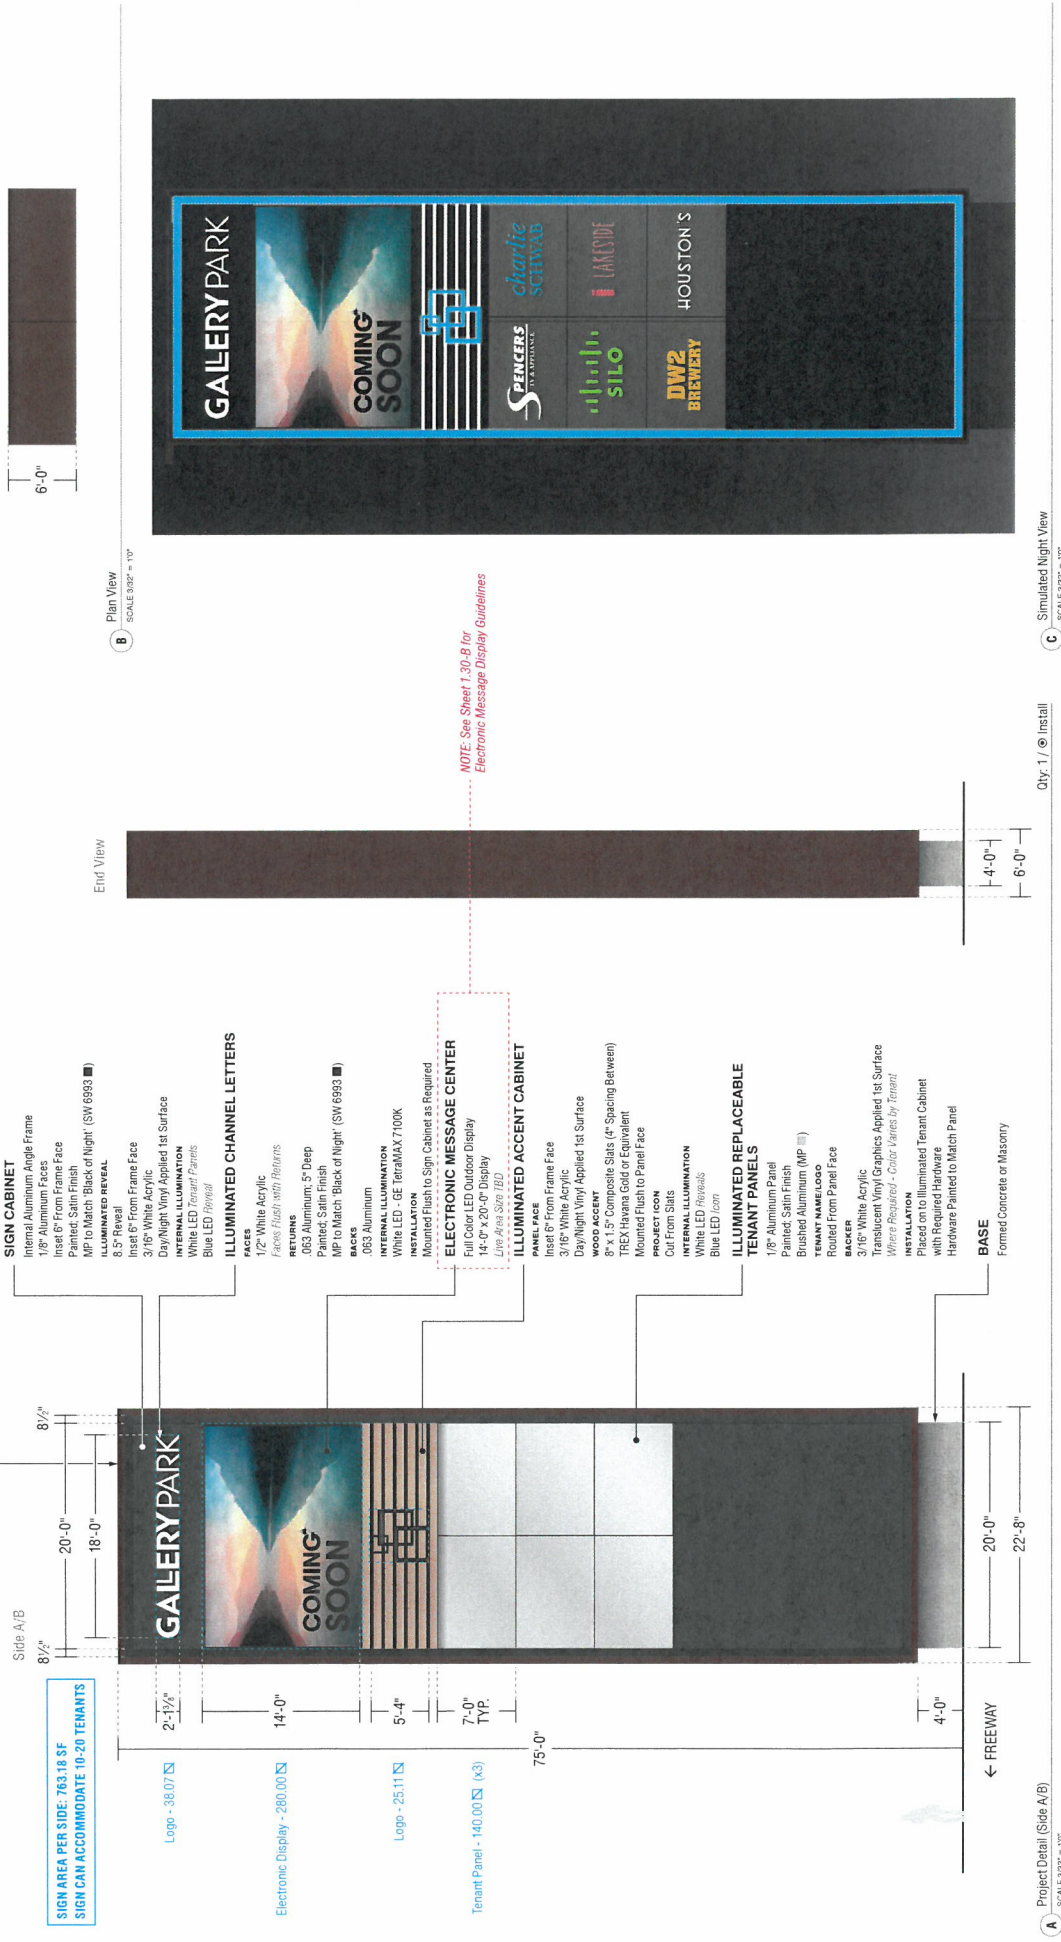 SIGN AREA PER SIDE: 763.18 SF
SIGN CAN ACCOMMODATE 10-20 TENANTS
Side A/B
8½"
20'-0"
18'-0"
8½"
Logo - 38.07
Electronic Display - 280.00
Logo - 25.11
Tenant Panel - 140.00 (x3)
2'-1⅜"
14'-0"
5'-4"
7'-0"
TYP.
75'-0"
4'-0"
← FREEWAY
GALLERY PARK
COMING
SOON
20'-0"
22'-8"
SIGN CABINET
Internal Aluminum Angle Frame
1/8" Aluminum Faces
Inset 6" From Frame Face
Painted; Satin Finish
MP to Match 'Black of Night' (SW 6993 ■)
ILLUMINATED REVEAL
8.5" Reveal
Inset 6" From Frame Face
3/16" White Acrylic
Day/Night Vinyl Applied 1st Surface
INTERNAL ILLUMINATION
White LED Tenant Panels
Blue LED Reveal
ILLUMINATED CHANNEL LETTERS
FACES
1/2" White Acrylic
Faces Flush with Returns
RETURNS
.063 Aluminum; 5" Deep
Painted; Satin Finish
MP to Match 'Black of Night' (SW 6993 ■)
BACKS
.063 Aluminum
INTERNAL ILLUMINATION
White LED - GE TetraMAX 7100K
INSTALLATION
Mounted Flush to Sign Cabinet as Required
ELECTRONIC MESSAGE CENTER
Full Color LED Outdoor Display
14'-0" x 20'-0" Display
Live Area Size TBD
ILLUMINATED ACCENT CABINET
PANEL FACE
Inset 6" From Frame Face
3/16" White Acrylic
Day/Night Vinyl Applied 1st Surface
WOOD ACCENT
8" x 1.5" Composite Slats (4" Spacing Between)
TREX Havana Gold or Equivalent
Mounted Flush to Panel Face
PROJECT ICON
Cut From Slats
INTERNAL ILLUMINATION
White LED Reveals
Blue LED Icon
ILLUMINATED REPLACEABLE
TENANT PANELS
1/8" Aluminum Panel
Painted; Satin Finish
Brushed Aluminum (MP ■)
TENANT NAME/LOGO
Routed From Panel Face
BACKER
3/16" White Acrylic
Translucent Vinyl Graphics Applied 1st Surface
Where Required - Color Varies by Tenant
INSTALLATION
Placed on to Illuminated Tenant Cabinet
with Required Hardware
Hardware Painted to Match Panel
BASE
Formed Concrete or Masonry
A
Project Detail (Side A/B)
SCALE 3/32" = 1'0"
Qty: 1 / Install
End View
4'-0"
6'-0"
NOTE: See Sheet 1.30-B for
Electronic Message Display Guidelines
6'-0"
B
Plan View
SCALE 3/32" = 1'0"
GALLERY PARK
COMING
SOON
SPENCERS
TV & APPLIANCE
charlie
SCHWAB
SILO
LAKESIDE
DW2
BREWERY
HOUSTON'S
C
Simulated Night View
SCALE 3/32" = 1'0"